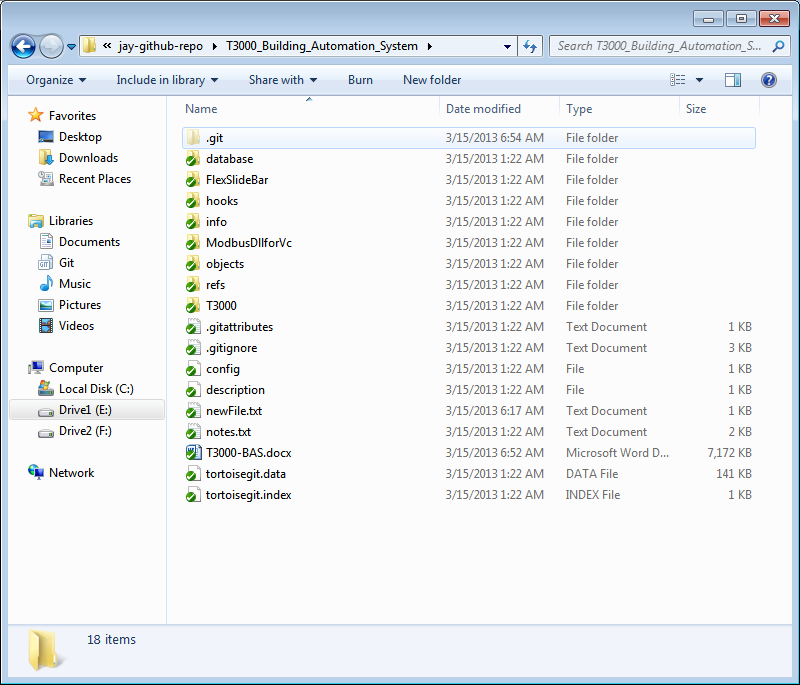 « jay-github-repo ▸ T3000_Building_Automation_System ▸
Search T3000_Building_Automation_S...
Organize Include in library Share with Burn New folder
Name Date modified Type Size
Favorites
Desktop
Downloads
Recent Places
Libraries
Documents
Git
Music
Pictures
Videos
Computer
Local Disk (C:)
Drive1 (E:)
Drive2 (F:)
Network
.git 3/15/2013 6:54 AM File folder
database 3/15/2013 1:22 AM File folder
FlexSlideBar 3/15/2013 1:22 AM File folder
hooks 3/15/2013 1:22 AM File folder
info 3/15/2013 1:22 AM File folder
ModbusDllforVc 3/15/2013 1:22 AM File folder
objects 3/15/2013 1:22 AM File folder
refs 3/15/2013 1:22 AM File folder
T3000 3/15/2013 1:22 AM File folder
.gitattributes 3/15/2013 1:22 AM Text Document 1 KB
.gitignore 3/15/2013 1:22 AM Text Document 3 KB
config 3/15/2013 1:22 AM File 1 KB
description 3/15/2013 1:22 AM File 1 KB
newFile.txt 3/15/2013 6:17 AM Text Document 1 KB
notes.txt 3/15/2013 1:22 AM Text Document 2 KB
T3000-BAS.docx 3/15/2013 6:52 AM Microsoft Word D... 7,172 KB
tortoisegit.data 3/15/2013 1:22 AM DATA File 141 KB
tortoisegit.index 3/15/2013 1:22 AM INDEX File 1 KB
18 items